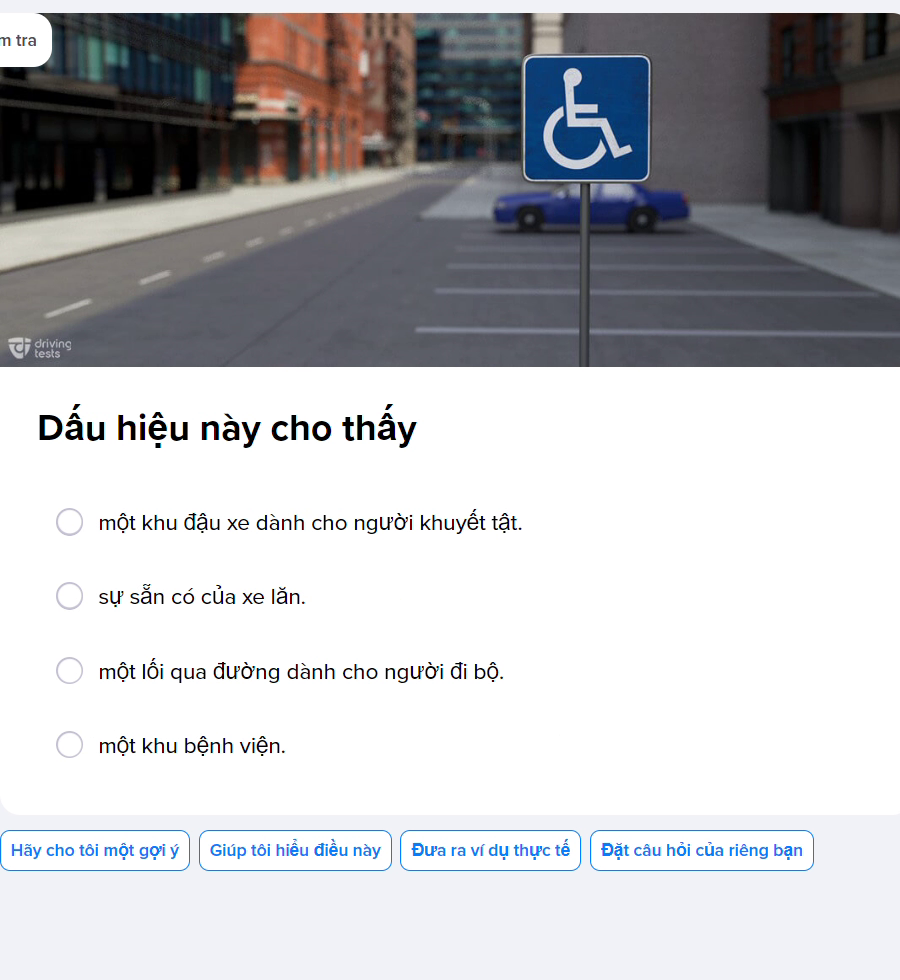 m tra
driving
tests
Dấu hiệu này cho thấy
một khu đậu xe dành cho người khuyết tật.
sự sẵn có của xe lăn.
một lối qua đường dành cho người đi bộ.
một khu bệnh viện.
Hãy cho tôi một gợi ý
Giúp tôi hiểu điều này
Đưa ra ví dụ thực tế
Đặt câu hỏi của riêng bạn